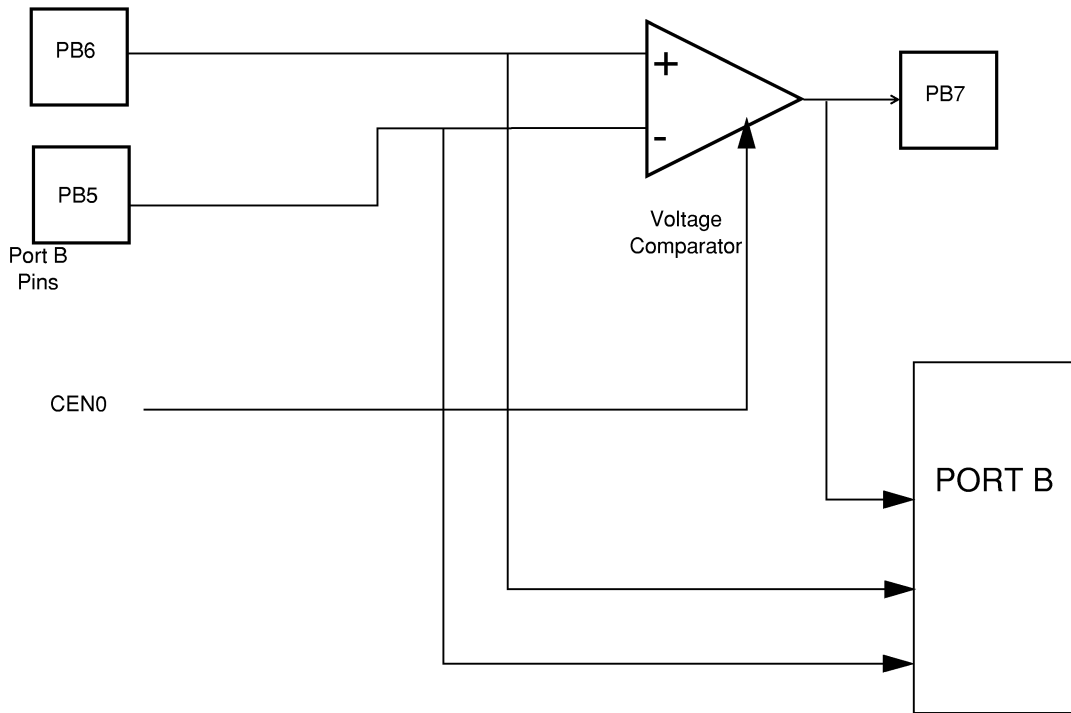 PB6
+
PB7
-
PB5
Voltage
Comparator
Port B
Pins
CEN0
PORT B